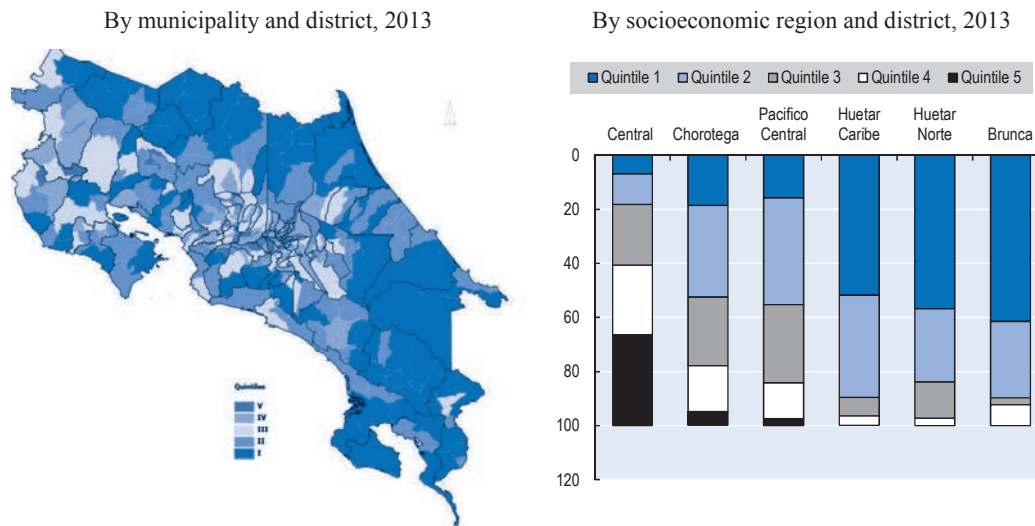 By municipality and district, 2013
Quintiles
V
IV
III
II
I
By socioeconomic region and district, 2013
Quintile 1 Quintile 2 Quintile 3 Quintile 4 Quintile 5
Central Chorotega Pacifico Central Huetar Caribe Huetar Norte Brunca
0
20
40
60
80
100
120